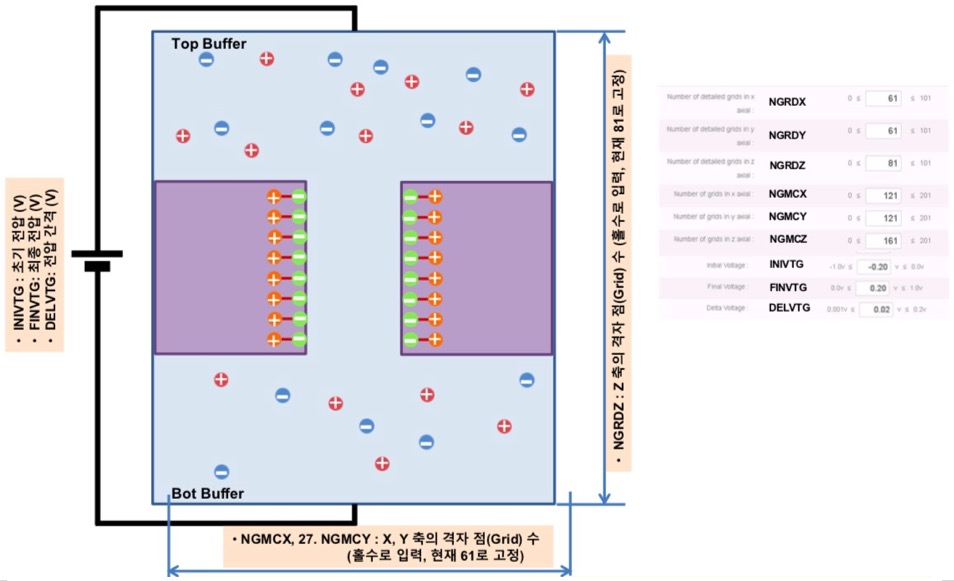 Top Buffer
Bot Buffer
• INIVTG : 초기 전압 (V)
• FINVTG: 최종 전압 (V)
• DELVTG: 전압 간격 (V)
• NGRDZ : Z 축의 격자 점(Grid) 수 (홀수로 입력, 현재 81로 고정)
• NGMCX, 27. NGMCY : X, Y 축의 격자 점(Grid) 수
(홀수로 입력, 현재 61로 고정)
Number of detailed grids in x axial : NGRDX 0 ≤ 61 ≤ 101
Number of detailed grids in y axial : NGRDY 0 ≤ 61 ≤ 101
Number of detailed grids in z axial : NGRDZ 0 ≤ 81 ≤ 101
Number of grids in x axial : NGMCX 0 ≤ 121 ≤ 201
Number of grids in y axial : NGMCY 0 ≤ 121 ≤ 201
Number of grids in z axial : NGMCZ 0 ≤ 161 ≤ 201
Initial Voltage : INIVTG -1.0v ≤ -0.20 v ≤ 0.0v
Final Voltage : FINVTG 0.0v ≤ 0.20 v ≤ 1.0v
Delta Voltage : DELVTG 0.001v ≤ 0.02 v ≤ 0.2v